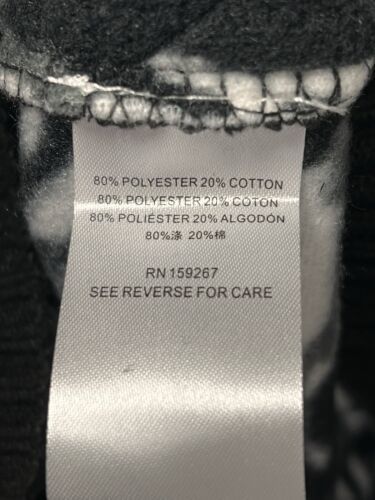 80% POLYESTER 20% COTTON
80% POLYESTER 20% COTON
80% POLIÉSTER 20% ALGODÓN
80%涤 20%棉
RN 159267
SEE REVERSE FOR CARE